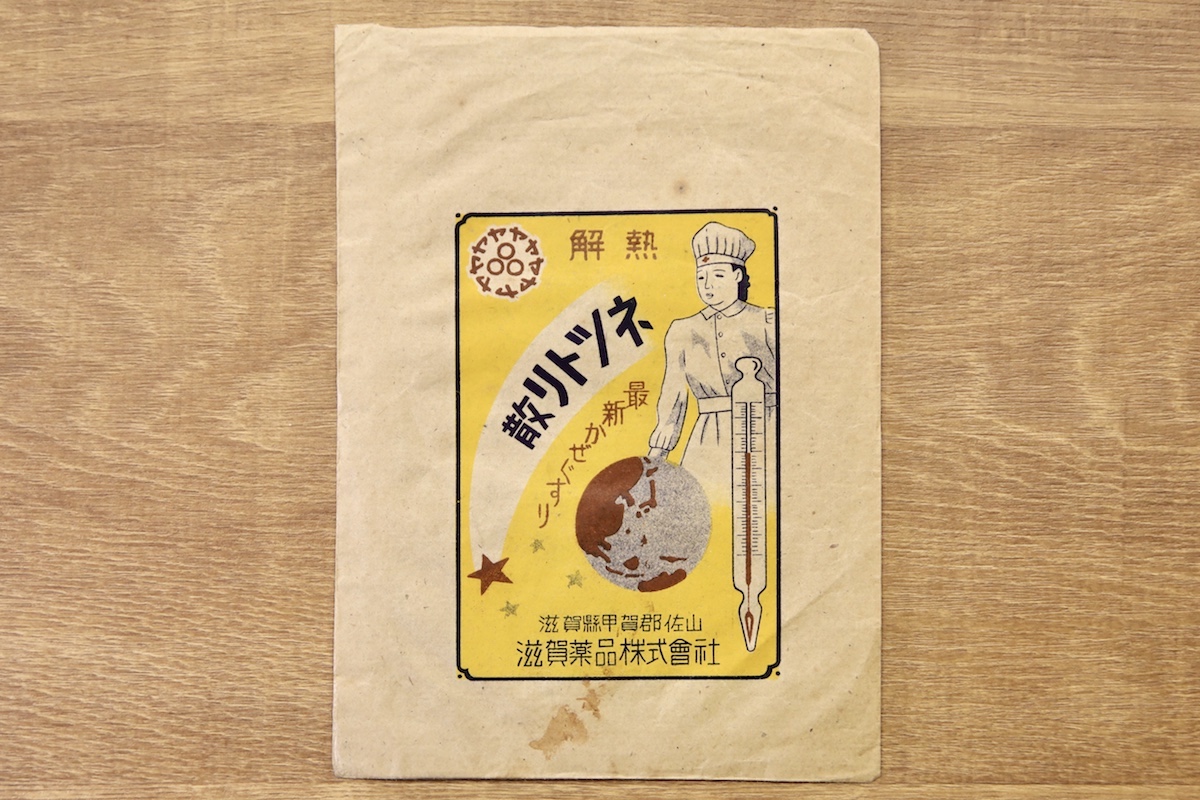 解熱
ネツトリ散
最新かぜぐすり
滋賀縣甲賀郡佐山
滋賀薬品株式會社